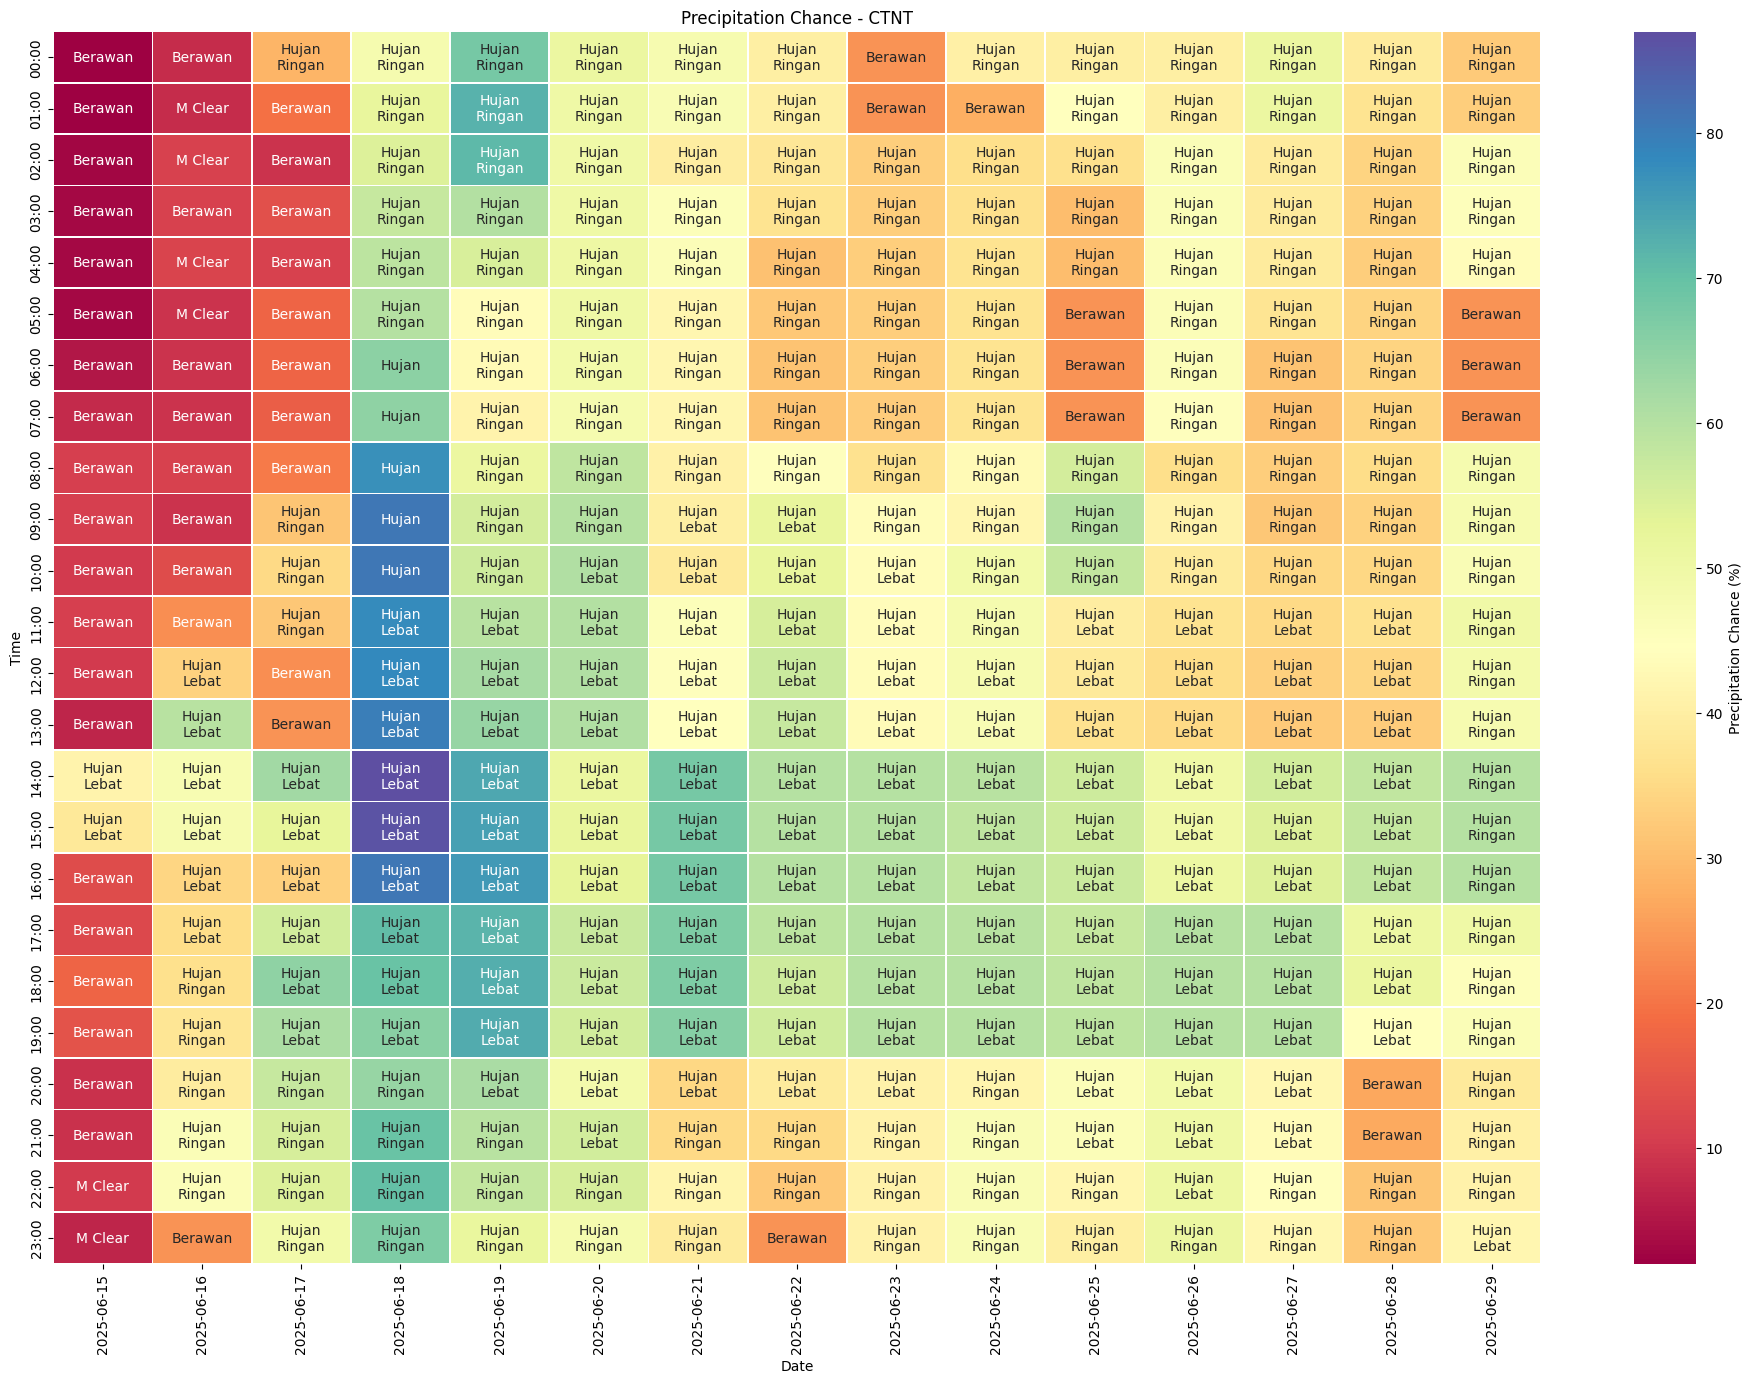 Precipitation Chance - CTNT
Time
00:00 Berawan Berawan Hujan Ringan Hujan Ringan Hujan Ringan Hujan Ringan Hujan Ringan Hujan Ringan Berawan Hujan Ringan Hujan Ringan Hujan Ringan Hujan Ringan Hujan Ringan Hujan Ringan
01:00 Berawan M Clear Berawan Hujan Ringan Hujan Ringan Hujan Ringan Hujan Ringan Hujan Ringan Berawan Berawan Hujan Ringan Hujan Ringan Hujan Ringan Hujan Ringan Hujan Ringan
02:00 Berawan M Clear Berawan Hujan Ringan Hujan Ringan Hujan Ringan Hujan Ringan Hujan Ringan Hujan Ringan Hujan Ringan Hujan Ringan Hujan Ringan Hujan Ringan Hujan Ringan Hujan Ringan
03:00 Berawan Berawan Berawan Hujan Ringan Hujan Ringan Hujan Ringan Hujan Ringan Hujan Ringan Hujan Ringan Hujan Ringan Hujan Ringan Hujan Ringan Hujan Ringan Hujan Ringan Hujan Ringan
04:00 Berawan M Clear Berawan Hujan Ringan Hujan Ringan Hujan Ringan Hujan Ringan Hujan Ringan Hujan Ringan Hujan Ringan Hujan Ringan Hujan Ringan Hujan Ringan Hujan Ringan Hujan Ringan
05:00 Berawan M Clear Berawan Hujan Ringan Hujan Ringan Hujan Ringan Hujan Ringan Hujan Ringan Hujan Ringan Hujan Ringan Berawan Hujan Ringan Hujan Ringan Hujan Ringan Berawan
06:00 Berawan Berawan Berawan Hujan Hujan Ringan Hujan Ringan Hujan Ringan Hujan Ringan Hujan Ringan Hujan Ringan Berawan Hujan Ringan Hujan Ringan Hujan Ringan Berawan
07:00 Berawan Berawan Berawan Hujan Hujan Ringan Hujan Ringan Hujan Ringan Hujan Ringan Hujan Ringan Hujan Ringan Berawan Hujan Ringan Hujan Ringan Hujan Ringan Berawan
08:00 Berawan Berawan Berawan Hujan Hujan Ringan Hujan Ringan Hujan Ringan Hujan Ringan Hujan Ringan Hujan Ringan Hujan Ringan Hujan Ringan Hujan Ringan Hujan Ringan Hujan Ringan
09:00 Berawan Berawan Hujan Ringan Hujan Hujan Ringan Hujan Ringan Hujan Lebat Hujan Lebat Hujan Ringan Hujan Ringan Hujan Ringan Hujan Ringan Hujan Ringan Hujan Ringan Hujan Ringan
10:00 Berawan Berawan Hujan Ringan Hujan Hujan Ringan Hujan Lebat Hujan Lebat Hujan Lebat Hujan Lebat Hujan Ringan Hujan Ringan Hujan Ringan Hujan Ringan Hujan Ringan Hujan Ringan
11:00 Berawan Berawan Hujan Ringan Hujan Lebat Hujan Lebat Hujan Lebat Hujan Lebat Hujan Lebat Hujan Lebat Hujan Ringan Hujan Lebat Hujan Lebat Hujan Lebat Hujan Lebat Hujan Ringan
12:00 Berawan Hujan Lebat Berawan Hujan Lebat Hujan Lebat Hujan Lebat Hujan Lebat Hujan Lebat Hujan Lebat Hujan Lebat Hujan Lebat Hujan Lebat Hujan Lebat Hujan Lebat Hujan Ringan
13:00 Berawan Hujan Lebat Berawan Hujan Lebat Hujan Lebat Hujan Lebat Hujan Lebat Hujan Lebat Hujan Lebat Hujan Lebat Hujan Lebat Hujan Lebat Hujan Lebat Hujan Lebat Hujan Ringan
14:00 Hujan Lebat Hujan Lebat Hujan Lebat Hujan Lebat Hujan Lebat Hujan Lebat Hujan Lebat Hujan Lebat Hujan Lebat Hujan Lebat Hujan Lebat Hujan Lebat Hujan Lebat Hujan Lebat Hujan Ringan
15:00 Hujan Lebat Hujan Lebat Hujan Lebat Hujan Lebat Hujan Lebat Hujan Lebat Hujan Lebat Hujan Lebat Hujan Lebat Hujan Lebat Hujan Lebat Hujan Lebat Hujan Lebat Hujan Lebat Hujan Ringan
16:00 Berawan Hujan Lebat Hujan Lebat Hujan Lebat Hujan Lebat Hujan Lebat Hujan Lebat Hujan Lebat Hujan Lebat Hujan Lebat Hujan Lebat Hujan Lebat Hujan Lebat Hujan Lebat Hujan Ringan
17:00 Berawan Hujan Lebat Hujan Lebat Hujan Lebat Hujan Lebat Hujan Lebat Hujan Lebat Hujan Lebat Hujan Lebat Hujan Lebat Hujan Lebat Hujan Lebat Hujan Lebat Hujan Lebat Hujan Ringan
18:00 Berawan Hujan Ringan Hujan Lebat Hujan Lebat Hujan Lebat Hujan Lebat Hujan Lebat Hujan Lebat Hujan Lebat Hujan Lebat Hujan Lebat Hujan Lebat Hujan Lebat Hujan Lebat Hujan Ringan
19:00 Berawan Hujan Ringan Hujan Lebat Hujan Lebat Hujan Lebat Hujan Lebat Hujan Lebat Hujan Lebat Hujan Lebat Hujan Lebat Hujan Lebat Hujan Lebat Hujan Lebat Hujan Lebat Hujan Ringan
20:00 Berawan Hujan Ringan Hujan Ringan Hujan Ringan Hujan Lebat Hujan Lebat Hujan Lebat Hujan Lebat Hujan Lebat Hujan Ringan Hujan Lebat Hujan Lebat Hujan Lebat Berawan Hujan Ringan
21:00 Berawan Hujan Ringan Hujan Ringan Hujan Ringan Hujan Ringan Hujan Lebat Hujan Ringan Hujan Ringan Hujan Ringan Hujan Ringan Hujan Lebat Hujan Lebat Hujan Lebat Berawan Hujan Ringan
22:00 M Clear Hujan Ringan Hujan Ringan Hujan Ringan Hujan Ringan Hujan Ringan Hujan Ringan Hujan Ringan Hujan Ringan Hujan Ringan Hujan Ringan Hujan Lebat Hujan Ringan Hujan Ringan Hujan Ringan
23:00 M Clear Berawan Hujan Ringan Hujan Ringan Hujan Ringan Hujan Ringan Hujan Ringan Berawan Hujan Ringan Hujan Ringan Hujan Ringan Hujan Ringan Hujan Ringan Hujan Ringan Hujan Lebat
2025-06-15 2025-06-16 2025-06-17 2025-06-18 2025-06-19 2025-06-20 2025-06-21 2025-06-22 2025-06-23 2025-06-24 2025-06-25 2025-06-26 2025-06-27 2025-06-28 2025-06-29
Date
80
70
60
50
40
30
20
10
Precipitation Chance (%)